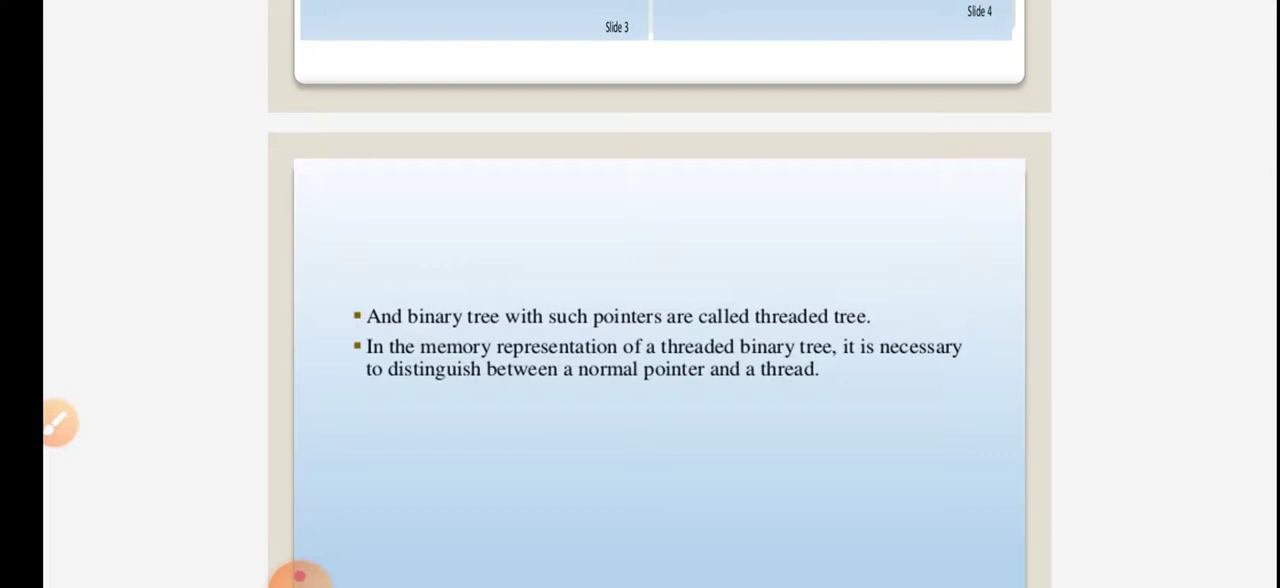 Slide 3
Slide 4
And binary tree with such pointers are called threaded tree.
In the memory representation of a threaded binary tree, it is necessary
to distinguish between a normal pointer and a thread.